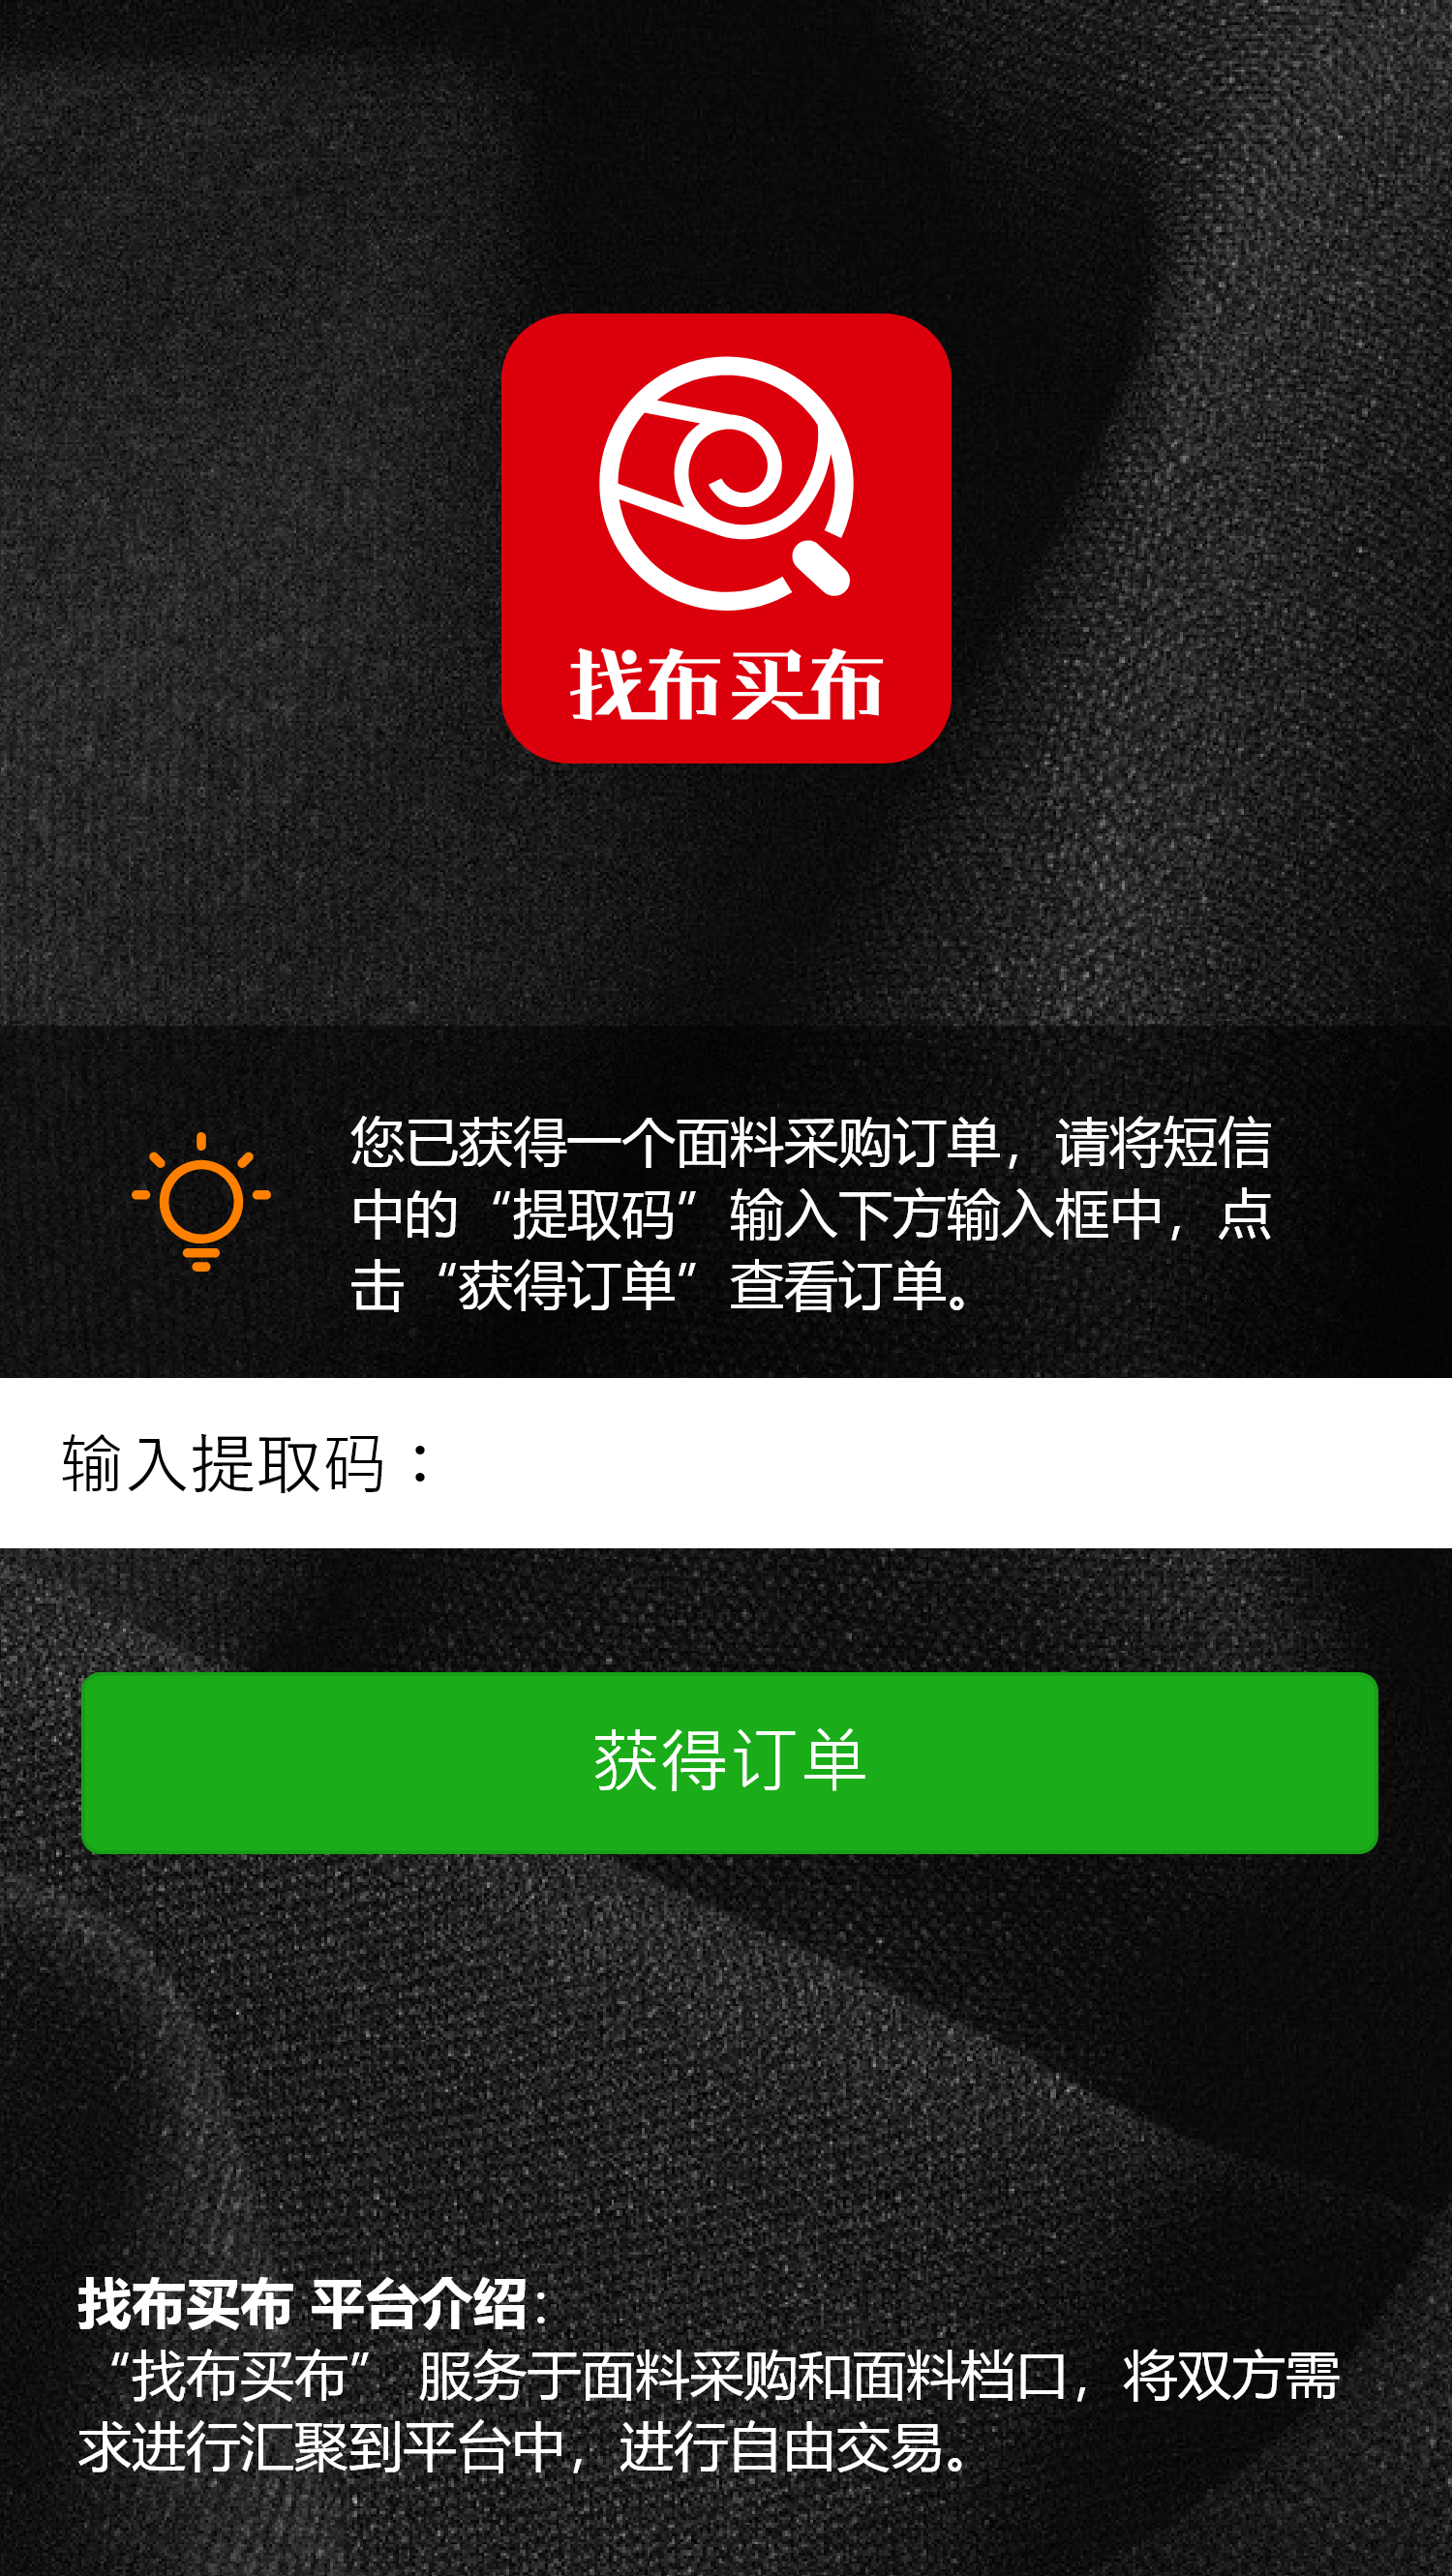 找布买布
您已获得一个面料采购订单，请将短信
中的“提取码”输入下方输入框中，点
击“获得订单”查看订单。
输入提取码：
获得订单
找布买布 平台介绍：
“找布买布” 服务于面料采购和面料档口，将双方需
求进行汇聚到平台中，进行自由交易。